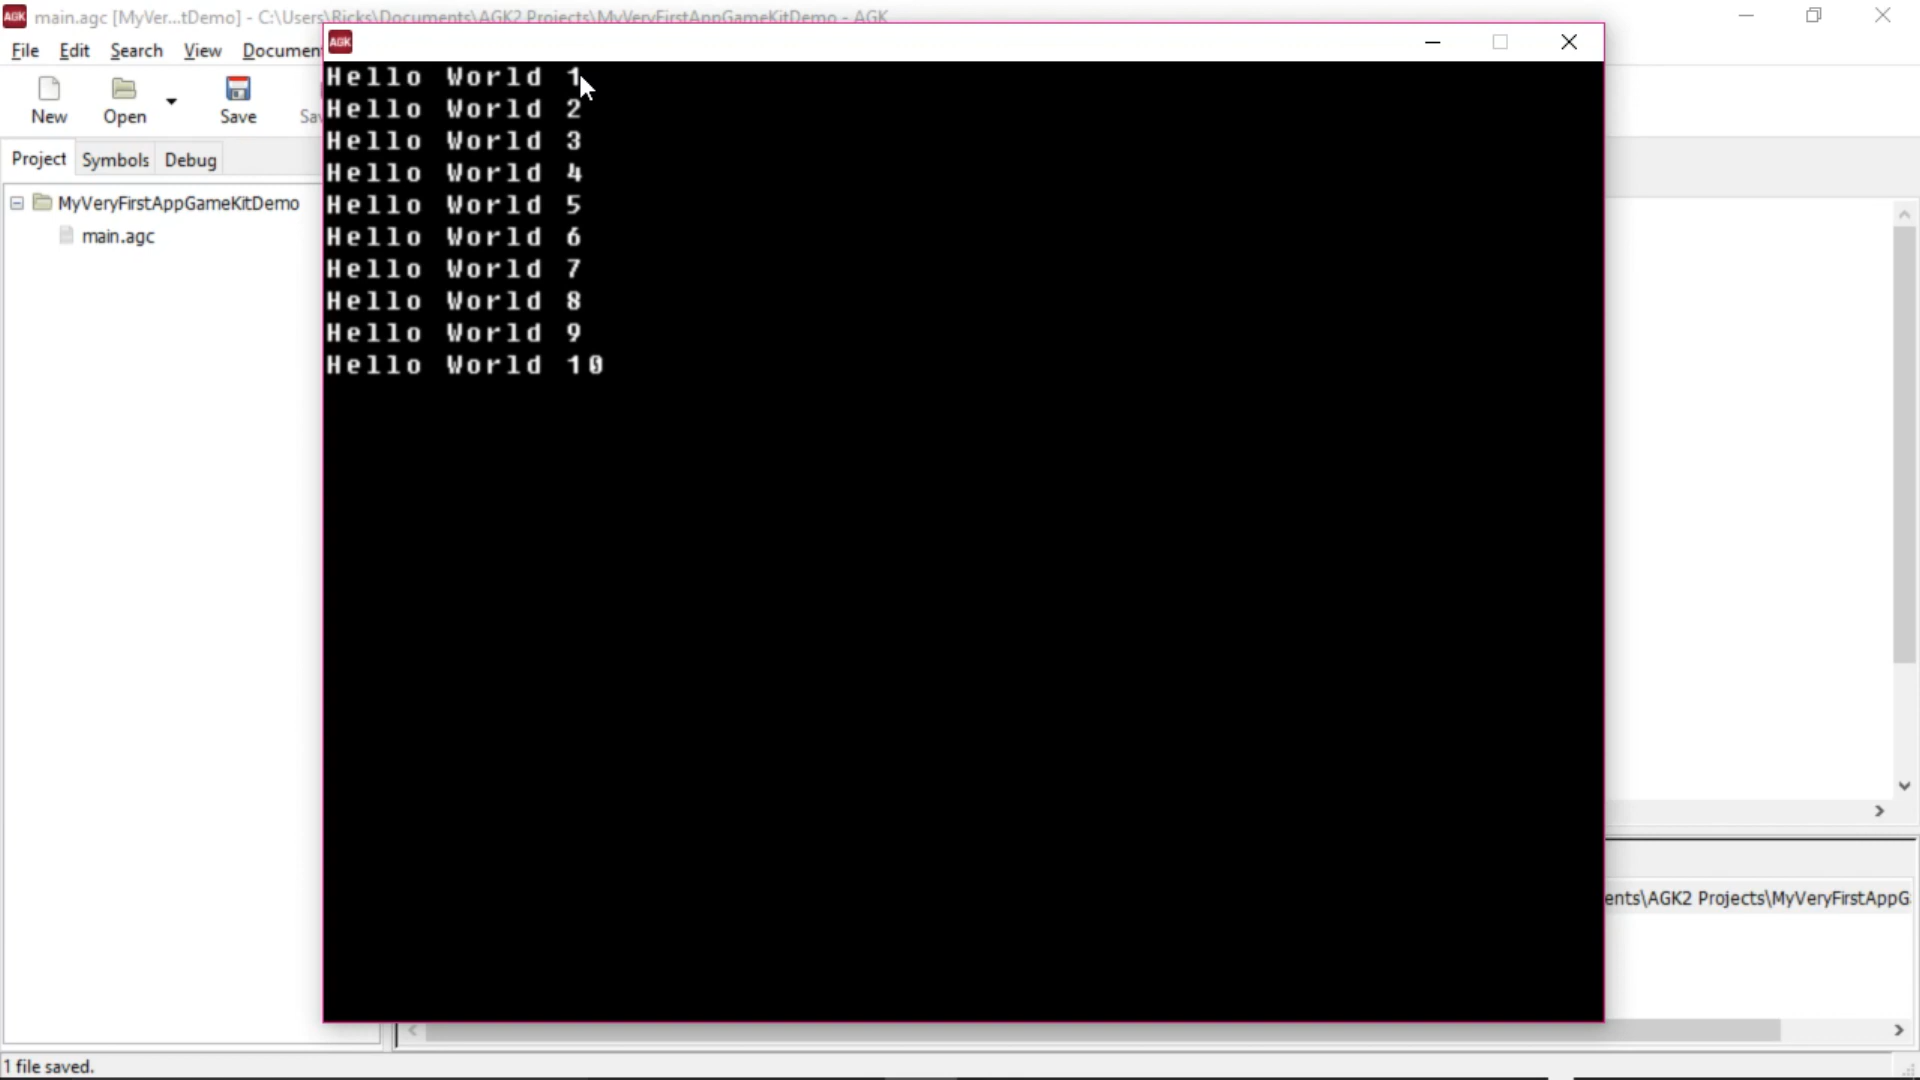 AGK main.agc [MyVer...tDemo] - C:\Users\Ricks\Documents\AGK2 Projects\MyVeryFirstAppGameKitDemo - AGK
File Edit Search View Documen
AGK
New Open Save Sav
Project Symbols Debug
MyVeryFirstAppGameKitDemo
main.agc
Hello World 1
Hello World 2
Hello World 3
Hello World 4
Hello World 5
Hello World 6
Hello World 7
Hello World 8
Hello World 9
Hello World 10
ents\AGK2 Projects\MyVeryFirstAppG
1 file saved.